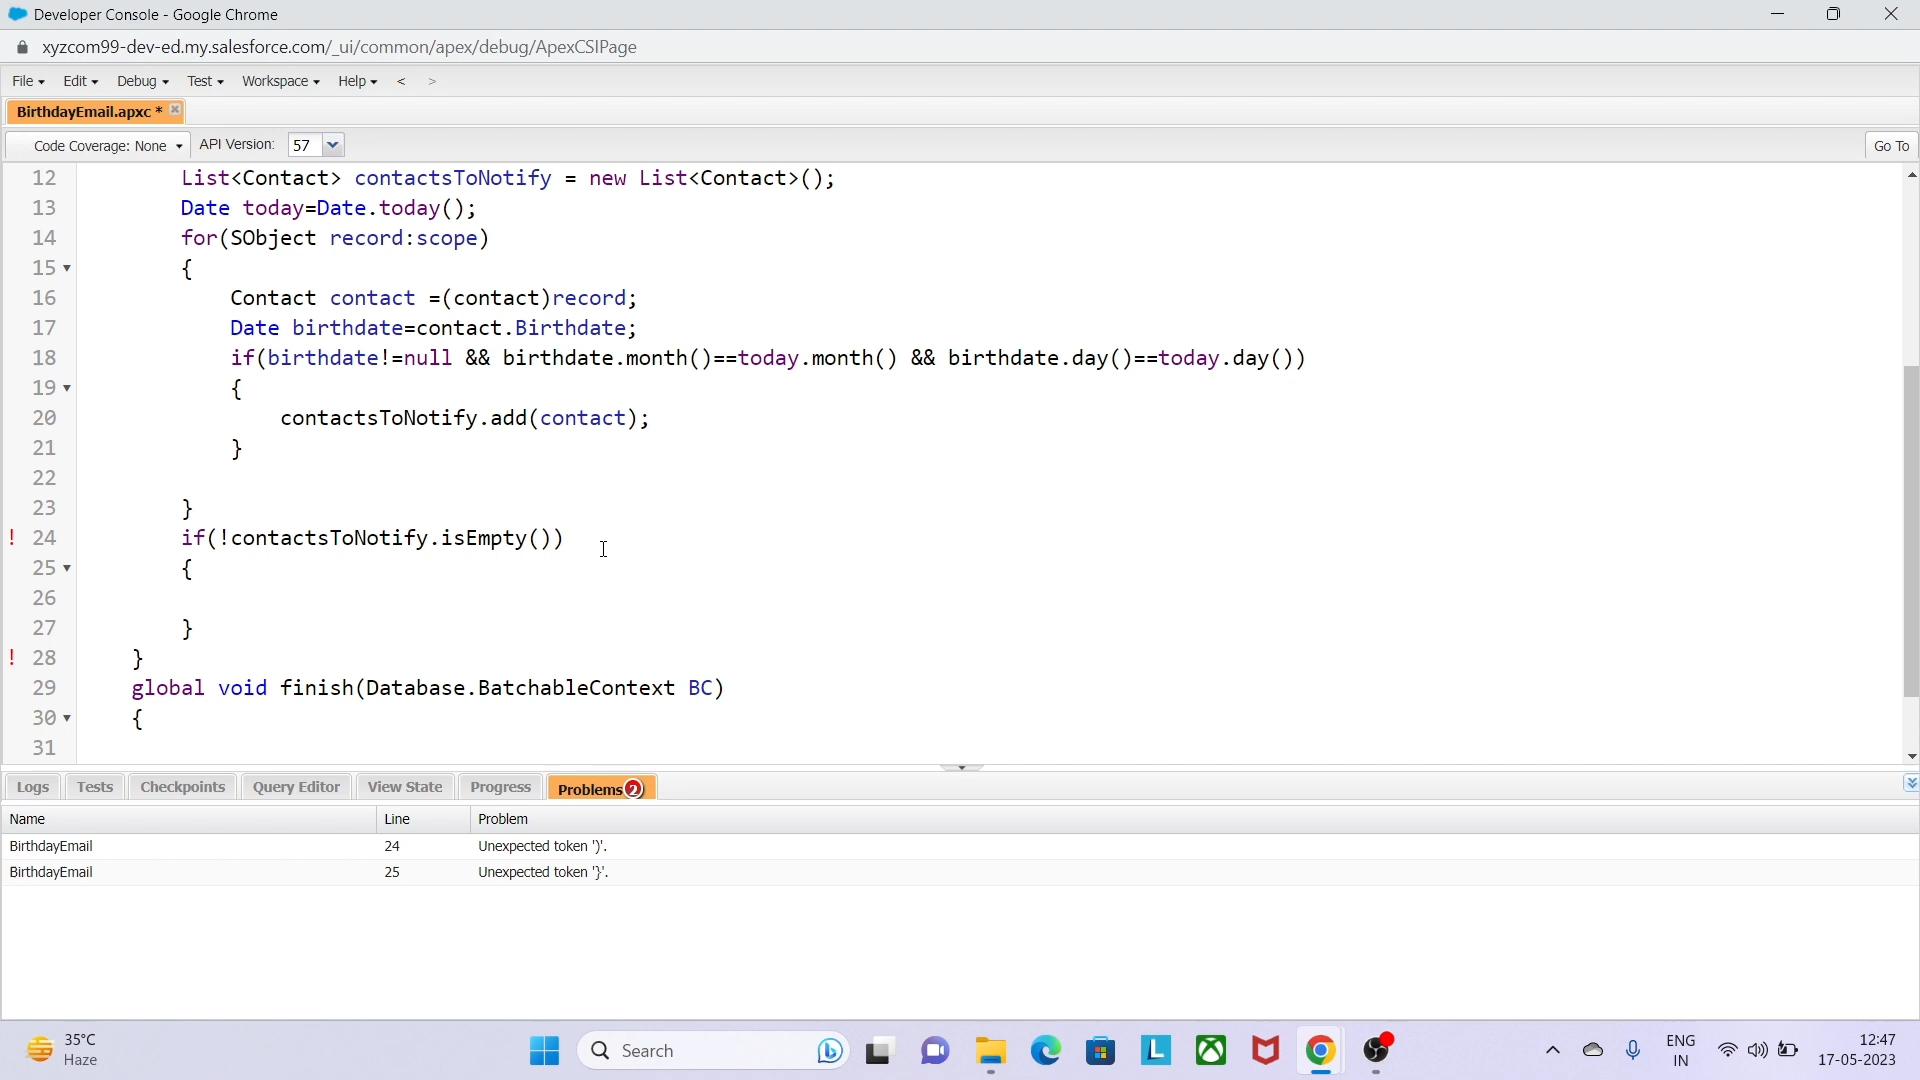 Developer Console - Google Chrome
xyzcom99-dev-ed.my.salesforce.com/_ui/common/apex/debug/ApexCSIPage
File Edit Debug Test Workspace Help < >
BirthdayEmail.apxc *
Code Coverage: None API Version: 57 Go To
12 List<Contact> contactsToNotify = new List<Contact>();
13 Date today=Date.today();
14 for(SObject record:scope)
15 {
16 Contact contact =(contact)record;
17 Date birthdate=contact.Birthdate;
18 if(birthdate!=null && birthdate.month()==today.month() && birthdate.day()==today.day())
19 {
20 contactsToNotify.add(contact);
21 }
22
23 }
! 24 if(!contactsToNotify.isEmpty())
25 {
26
27 }
! 28 }
29 global void finish(Database.BatchableContext BC)
30 {
31
Logs Tests Checkpoints Query Editor View State Progress Problems 2
Name Line Problem
BirthdayEmail 24 Unexpected token ')'.
BirthdayEmail 25 Unexpected token '}'.
35°C
Haze
Search
ENG
IN
12:47
17-05-2023